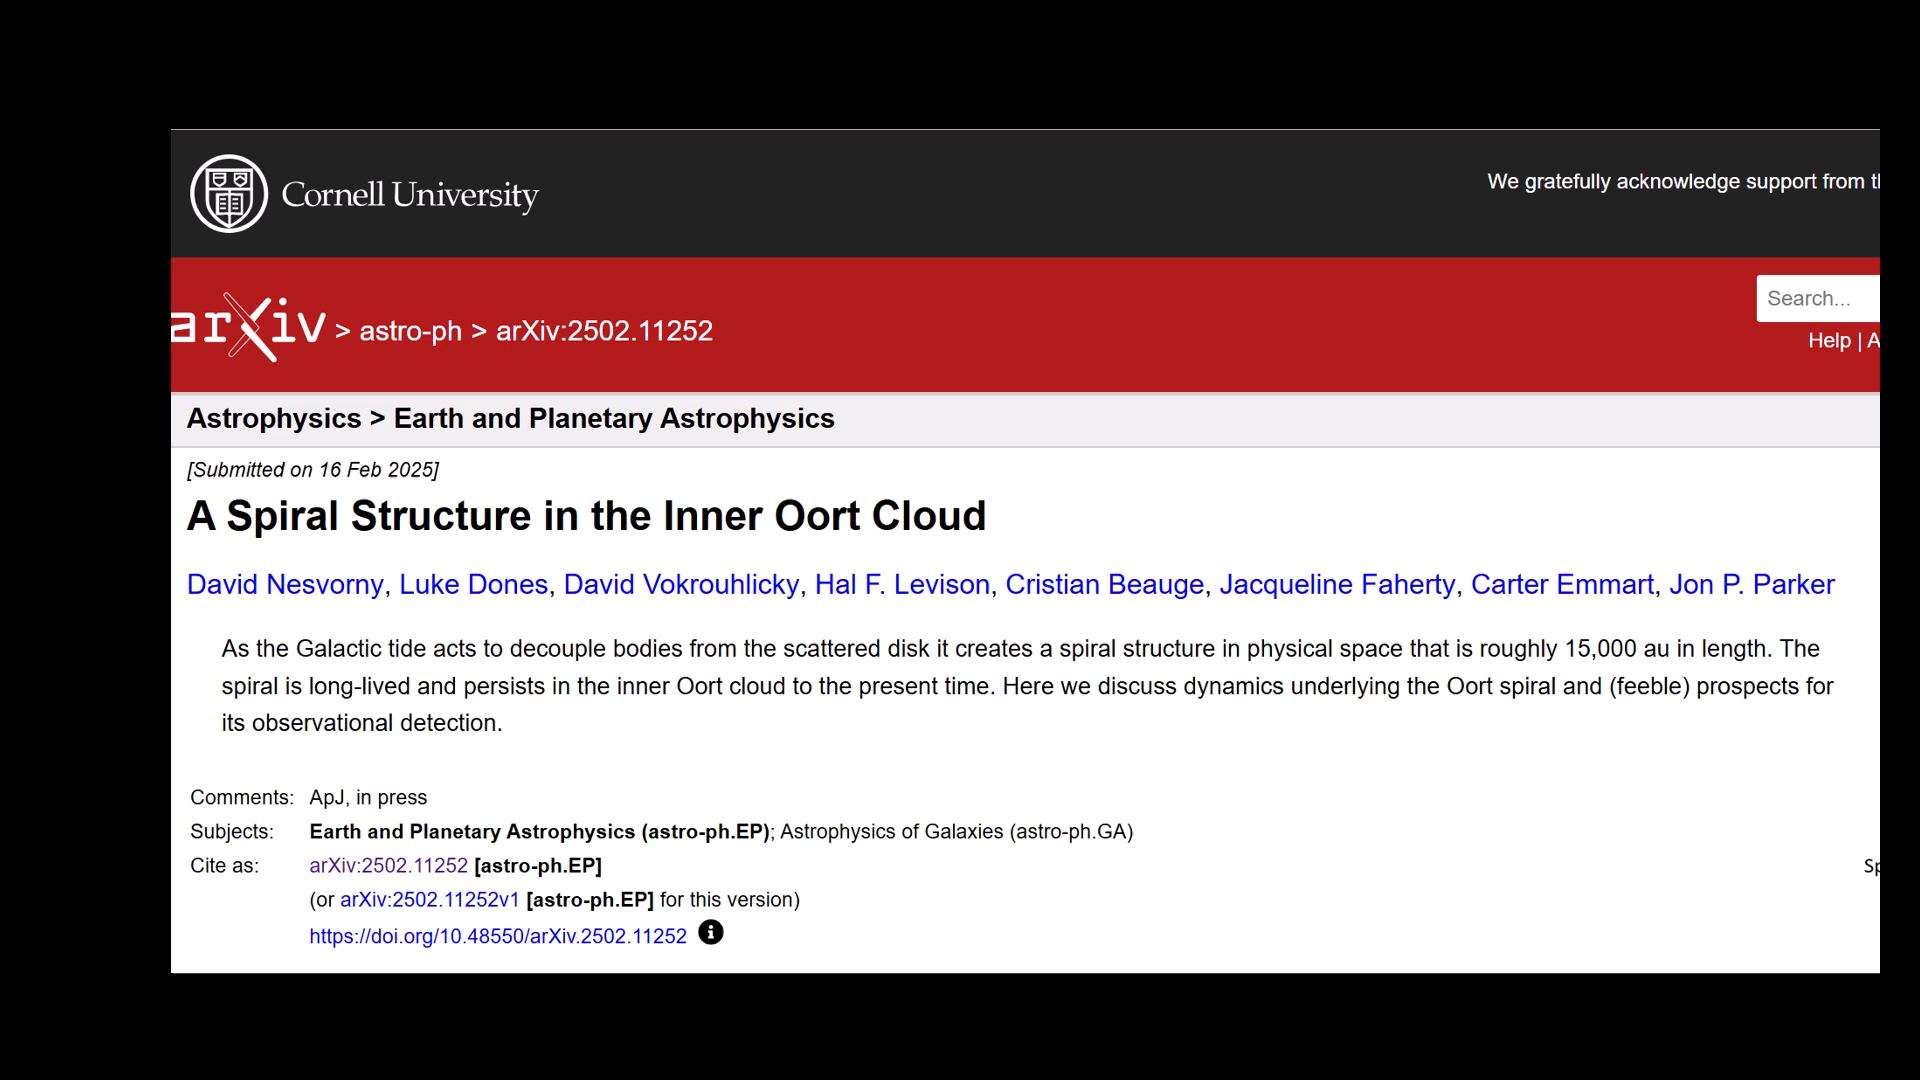 Cornell University
We gratefully acknowledge support from t
arXiv > astro-ph > arXiv:2502.11252
Search...
Help | A
Astrophysics > Earth and Planetary Astrophysics
[Submitted on 16 Feb 2025]
A Spiral Structure in the Inner Oort Cloud
David Nesvorny, Luke Dones, David Vokrouhlicky, Hal F. Levison, Cristian Beauge, Jacqueline Faherty, Carter Emmart, Jon P. Parker
As the Galactic tide acts to decouple bodies from the scattered disk it creates a spiral structure in physical space that is roughly 15,000 au in length. The
spiral is long-lived and persists in the inner Oort cloud to the present time. Here we discuss dynamics underlying the Oort spiral and (feeble) prospects for
its observational detection.
Comments: ApJ, in press
Subjects: Earth and Planetary Astrophysics (astro-ph.EP); Astrophysics of Galaxies (astro-ph.GA)
Cite as: arXiv:2502.11252 [astro-ph.EP]
Sp
(or arXiv:2502.11252v1 [astro-ph.EP] for this version)
https://doi.org/10.48550/arXiv.2502.11252